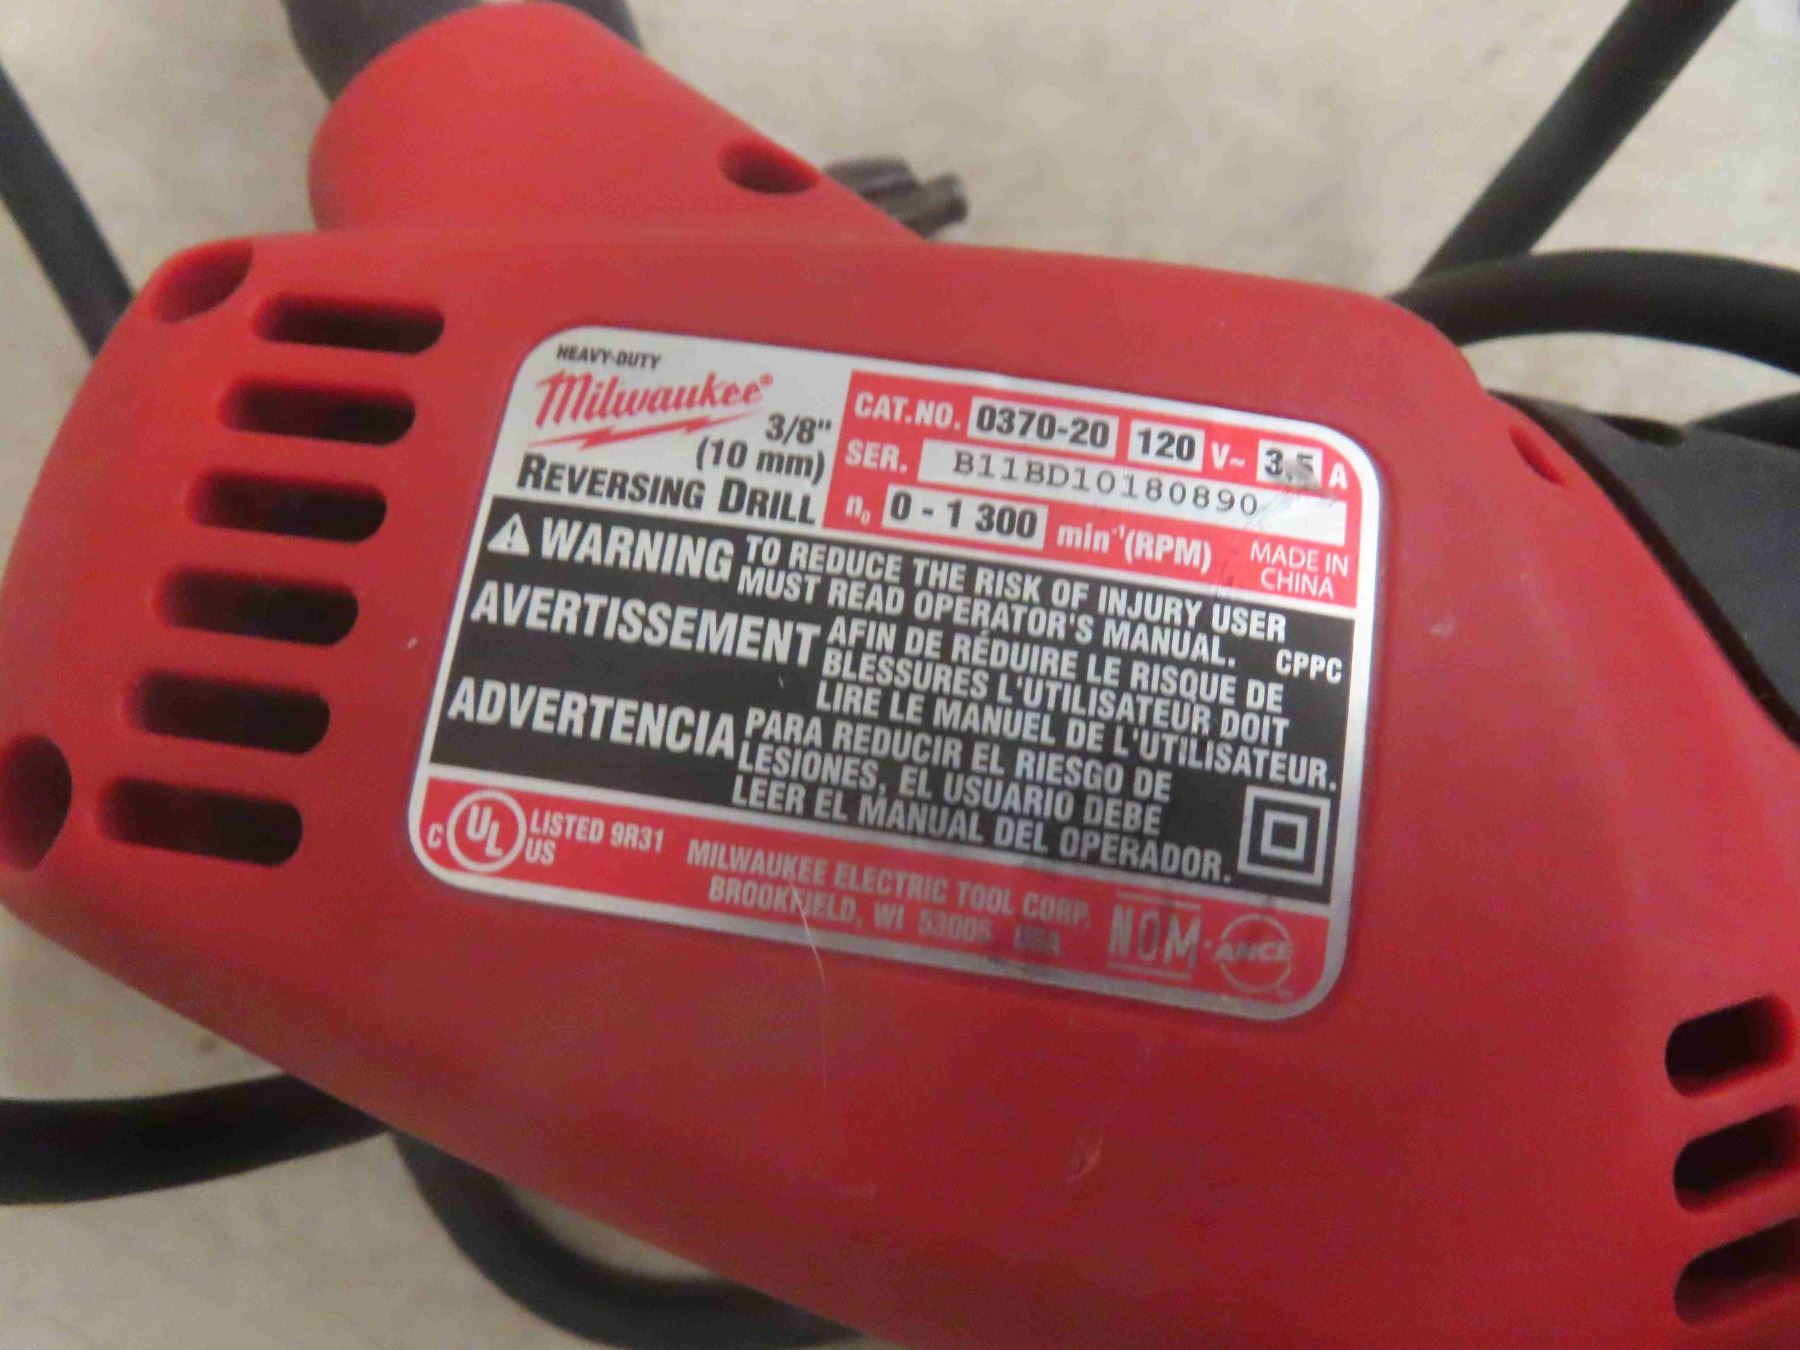 HEAVY-DUTY
Milwaukee®
3/8"
(10 mm)
REVERSING DRILL
CAT.NO. 0370-20 120 V~ 3.5 A
SER. B11BD10180890
n₀ 0 - 1 300 min⁻¹(RPM)
MADE IN
CHINA
WARNING TO REDUCE THE RISK OF INJURY USER
MUST READ OPERATOR'S MANUAL. CPPC
AVERTISSEMENT AFIN DE RÉDUIRE LE RISQUE DE
BLESSURES L'UTILISATEUR DOIT
LIRE LE MANUEL DE L'UTILISATEUR.
ADVERTENCIA PARA REDUCIR EL RIESGO DE
LESIONES, EL USUARIO DEBE
LEER EL MANUAL DEL OPERADOR.
C UL US LISTED 9R31
MILWAUKEE ELECTRIC TOOL CORP.
BROOKFIELD, WI 53005 USA
NOM-ANCE